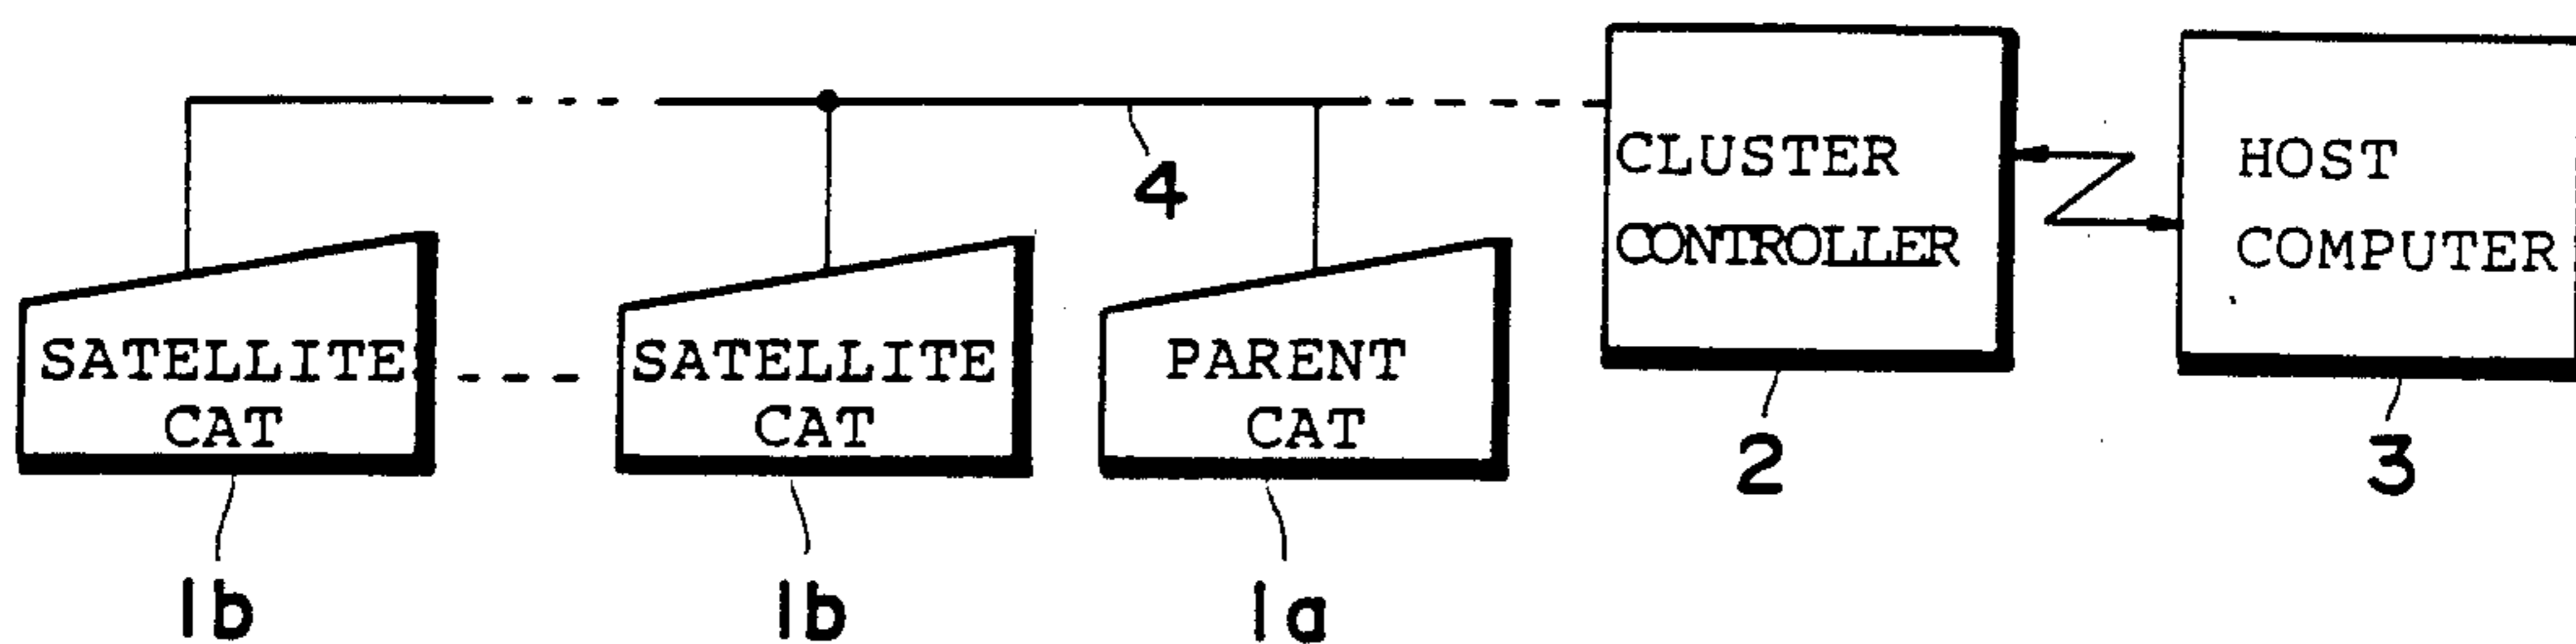 CLUSTER
CONTROLLER
HOST
COMPUTER
4
SATELLITE
CAT
SATELLITE
CAT
PARENT
CAT
2
3
1b
1b
1a